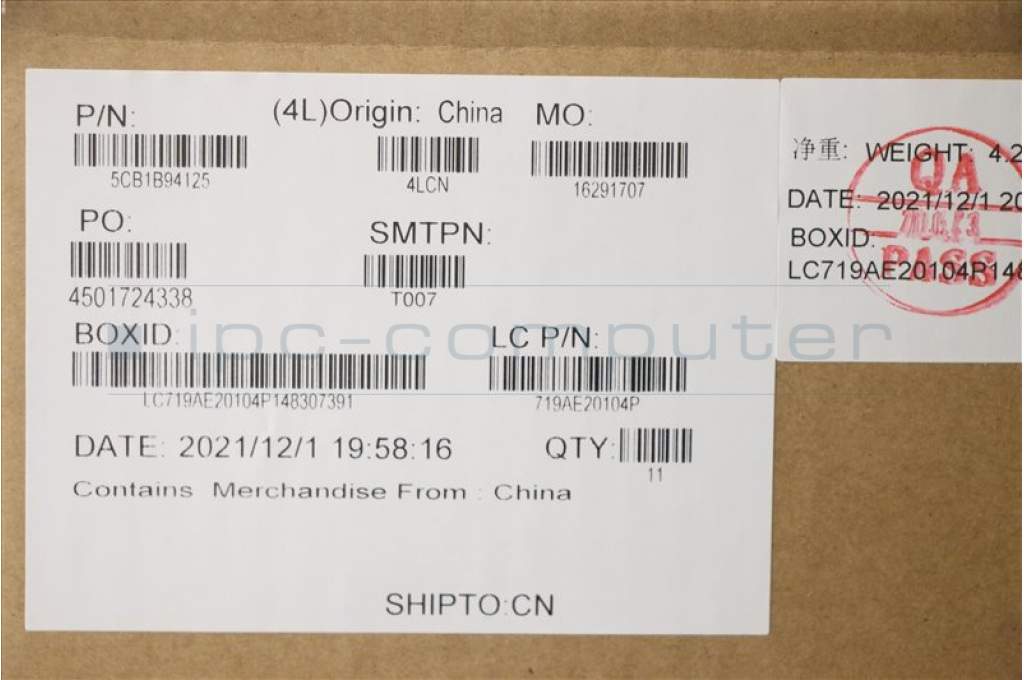 P/N: (4L)Origin: China MO:
5CB1B94125 4LCN 16291707
PO: SMTPN:
4501724338 T007
BOXID: LC P/N:
LC719AE20104P148307391 719AE20104P
DATE: 2021/12/1 19:58:16 QTY:
11
Contains Merchandise From : China
SHIPTO:CN
净重: WEIGHT: 4.2
DATE: 2021/12/1 20
BOXID:
LC719AE20104P148
QA
PASS
ipc-computer